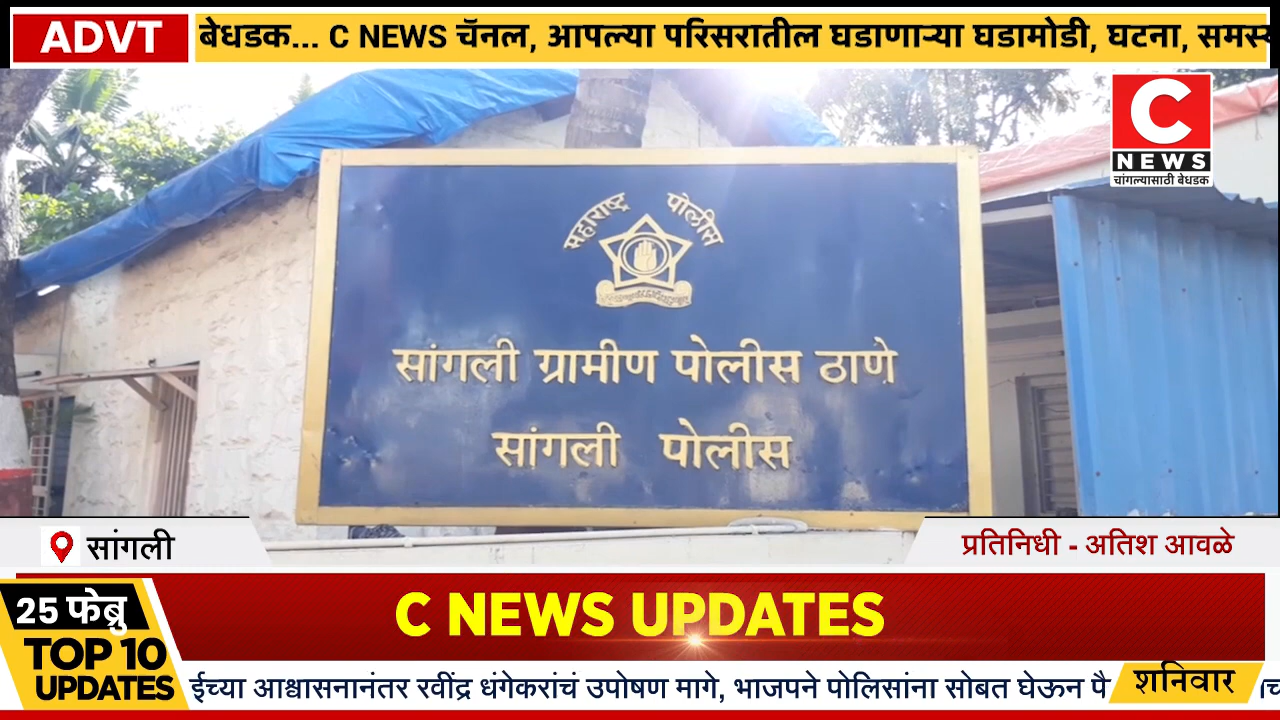 ADVT
बेधडक... C NEWS चॅनल, आपल्या परिसरातील घडाणाऱ्या घडामोडी, घटना,
C
NEWS
चांगल्यासाठी बेधडक
महाराष्ट्र पोलीस
सांगली ग्रामीण पोलीस ठाणे
सांगली पोलीस
सांगली
प्रतिनिधी - अतिश आवळे
25 फेब्रु
C NEWS UPDATES
TOP 10
UPDATES
ईच्या आश्वासनानंतर रवींद्र धंगेकरांचं उपोषण मागे, भाजपने पोलिसांना सोबत घेऊन
शनिवार